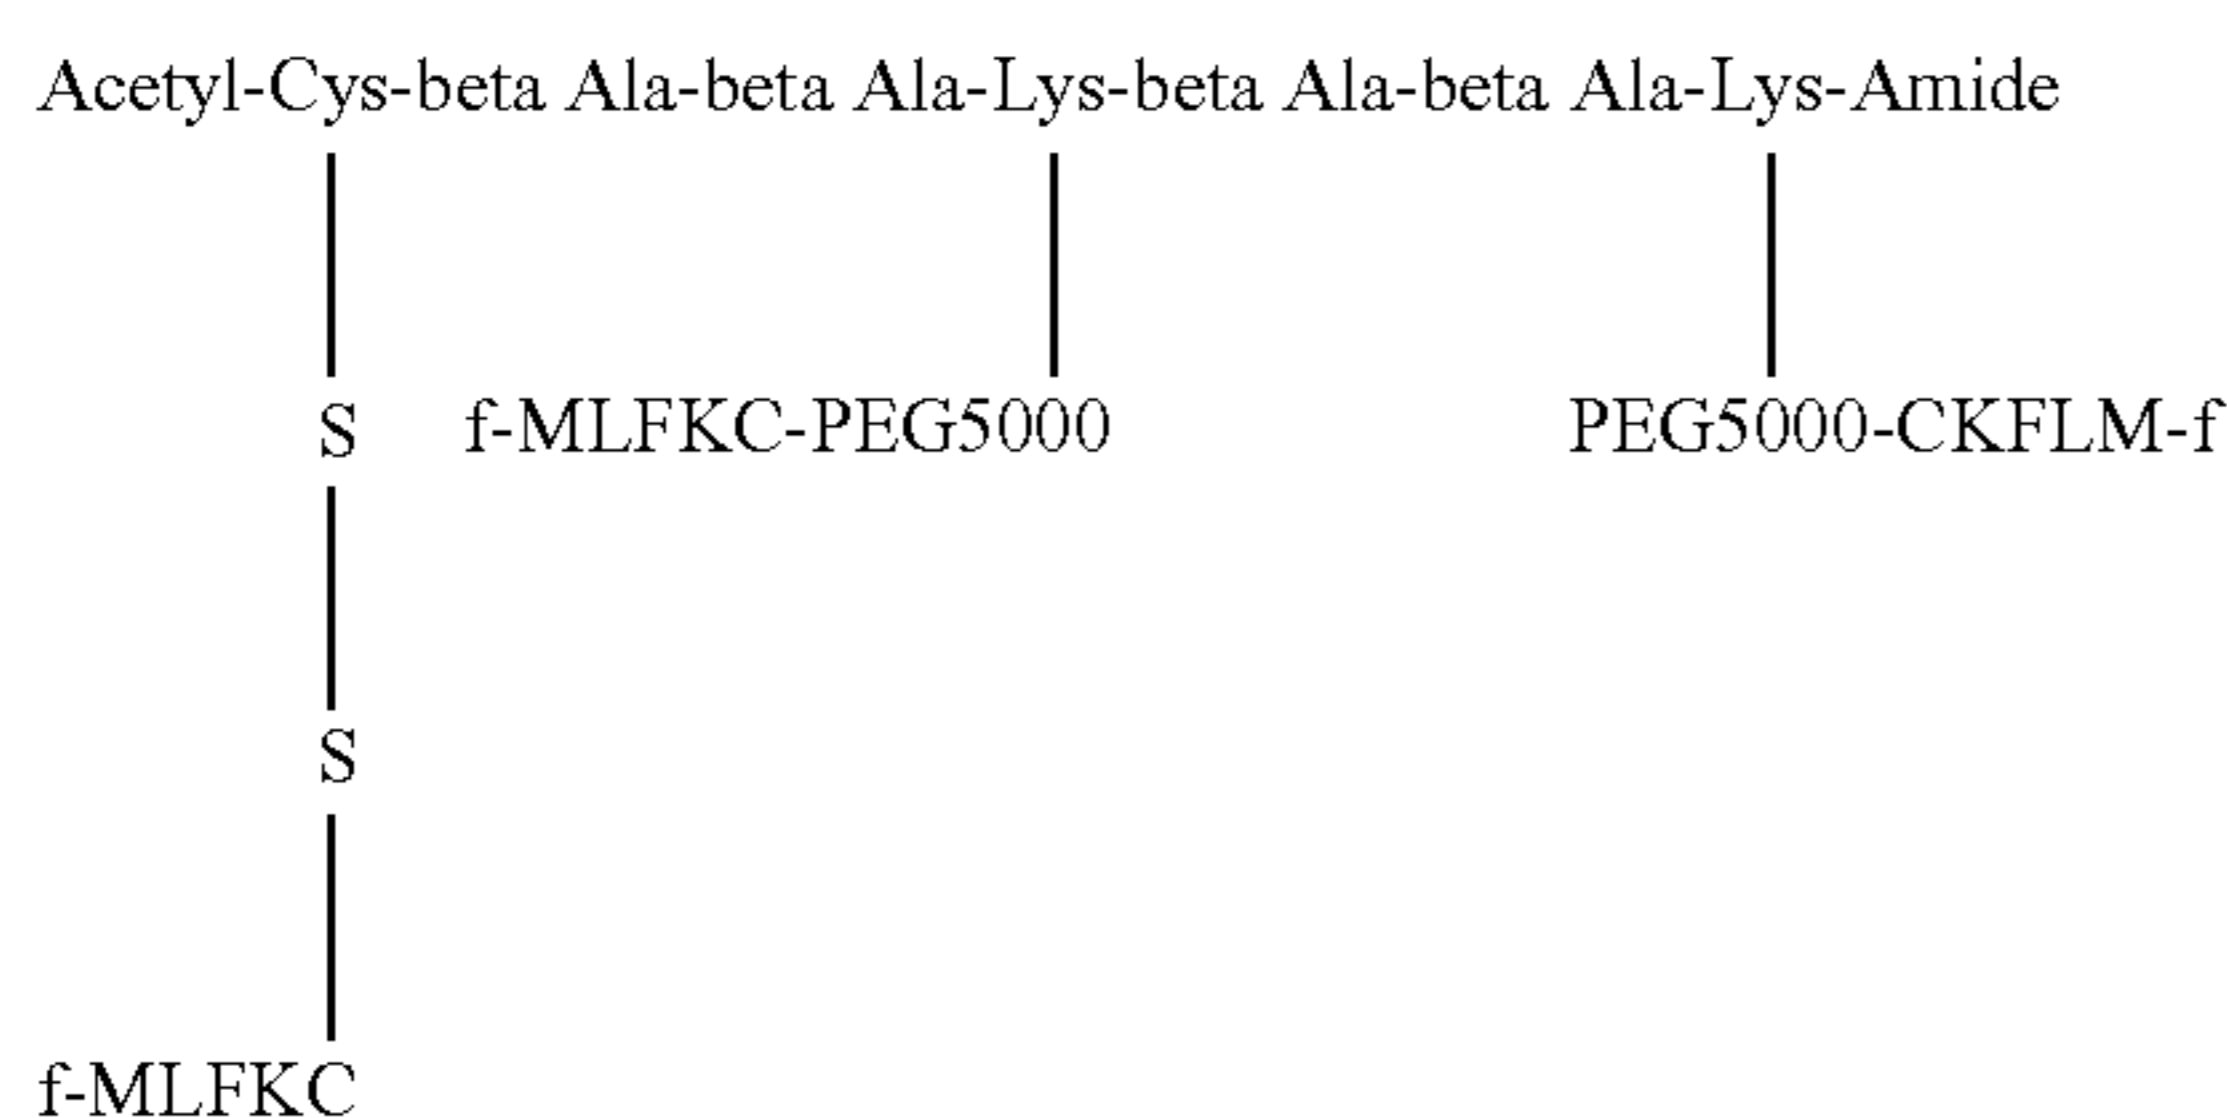 Acetyl-Cys-beta Ala-beta Ala-Lys-beta Ala-beta Ala-Lys-Amide
S f-MLFKC-PEG5000 PEG5000-CKFLM-f
S
f-MLFKC